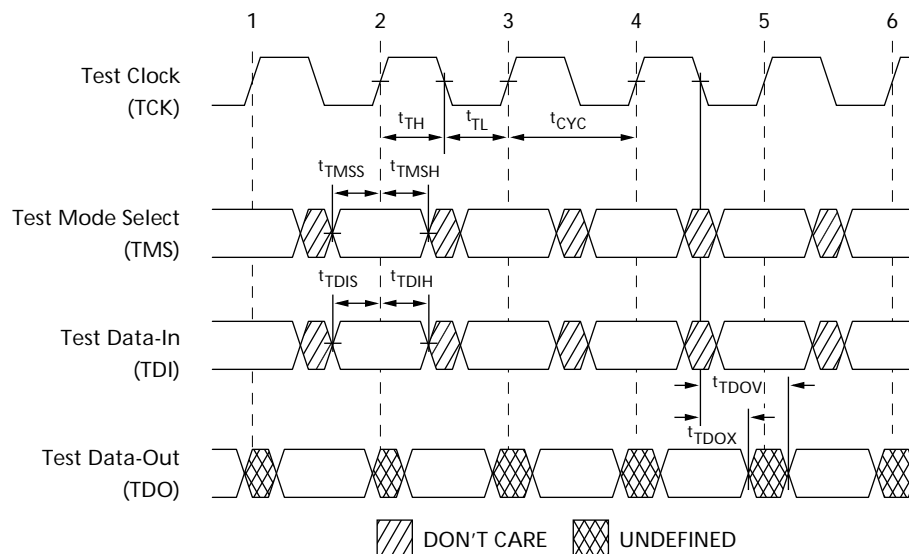 1 2 3 4 5 6
Test Clock
(TCK)
tTH tTL tCYC
tTMSS tTMSH
Test Mode Select
(TMS)
tTDIS tTDIH
Test Data-In
(TDI)
tTDOV
tTDOX
Test Data-Out
(TDO)
DON'T CARE UNDEFINED